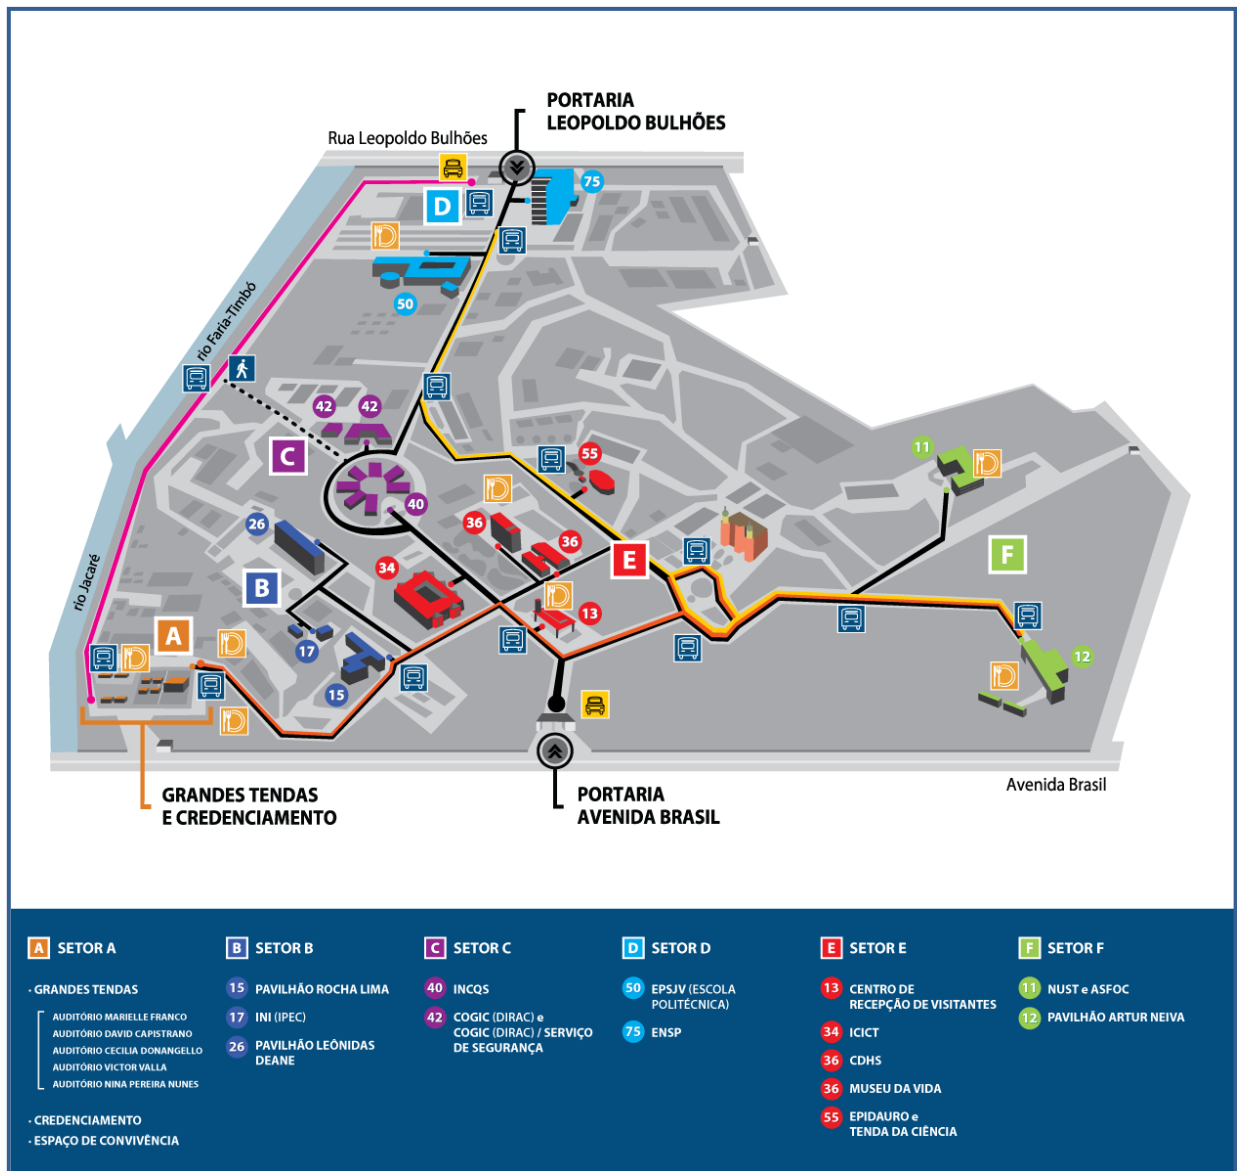 PORTARIA
LEOPOLDO BULHÕES
Rua Leopoldo Bulhões
75
D
50
rio Faria-Timbó
42
42
C
40
55
11
36
36
26
E
F
34
B
rio Jacaré
13
A
17
15
12
GRANDES TENDAS
E CREDENCIAMENTO
PORTARIA
AVENIDA BRASIL
Avenida Brasil
A SETOR A
· GRANDES TENDAS
AUDITÓRIO MARIELLE FRANCO
AUDITÓRIO DAVID CAPISTRANO
AUDITÓRIO CECILIA DONANGELLO
AUDITÓRIO VICTOR VALLA
AUDITÓRIO NINA PEREIRA NUNES
· CREDENCIAMENTO
· ESPAÇO DE CONVIVÊNCIA
B SETOR B
15 PAVILHÃO ROCHA LIMA
17 INI (IPEC)
26 PAVILHÃO LEÔNIDAS
DEANE
C SETOR C
40 INCQS
42 COGIC (DIRAC) e
COGIC (DIRAC) / SERVIÇO
DE SEGURANÇA
D SETOR D
50 EPSJV (ESCOLA
POLITÉCNICA)
75 ENSP
E SETOR E
13 CENTRO DE
RECEPÇÃO DE VISITANTES
34 ICICT
36 CDHS
36 MUSEU DA VIDA
55 EPIDAURO e
TENDA DA CIÊNCIA
F SETOR F
11 NUST e ASFOC
12 PAVILHÃO ARTUR NEIVA